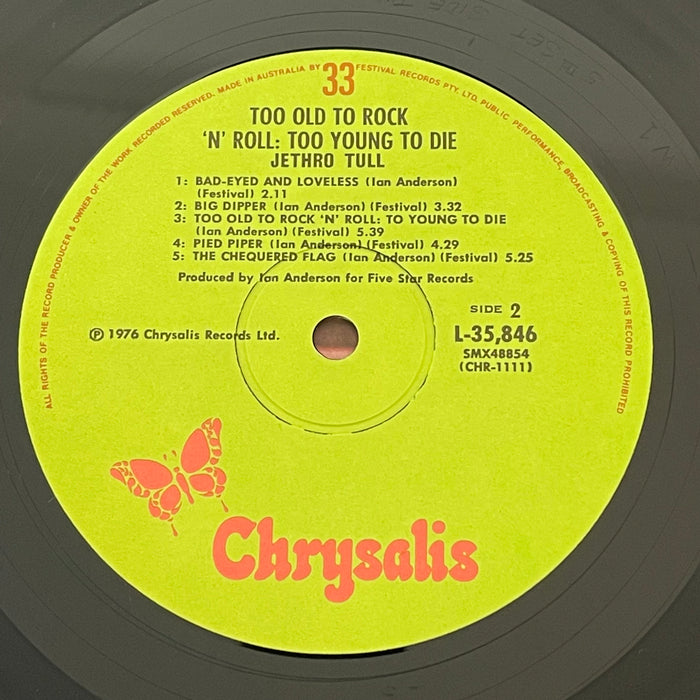 ALL RIGHTS OF THE RECORD PRODUCER & OWNER OF THE WORK RECORDED RESERVED. MADE IN AUSTRALIA BY FESTIVAL RECORDS PTY. LTD. PUBLIC PERFORMANCE, BROADCASTING & COPYING OF THIS RECORD PROHIBITED
33
TOO OLD TO ROCK
'N' ROLL: TOO YOUNG TO DIE
JETHRO TULL
1: BAD-EYED AND LOVELESS (Ian Anderson)
(Festival) 2.11
2: BIG DIPPER (Ian Anderson) (Festival) 3.32
3: TOO OLD TO ROCK 'N' ROLL: TO YOUNG TO DIE
(Ian Anderson) (Festival) 5.39
4: PIED PIPER (Ian Anderson) (Festival) 4.29
5: THE CHEQUERED FLAG (Ian Anderson) (Festival) 5.25
Produced by Ian Anderson for Five Star Records
SIDE 2
℗ 1976 Chrysalis Records Ltd.
L-35,846
SMX48854
(CHR-1111)
Chrysalis